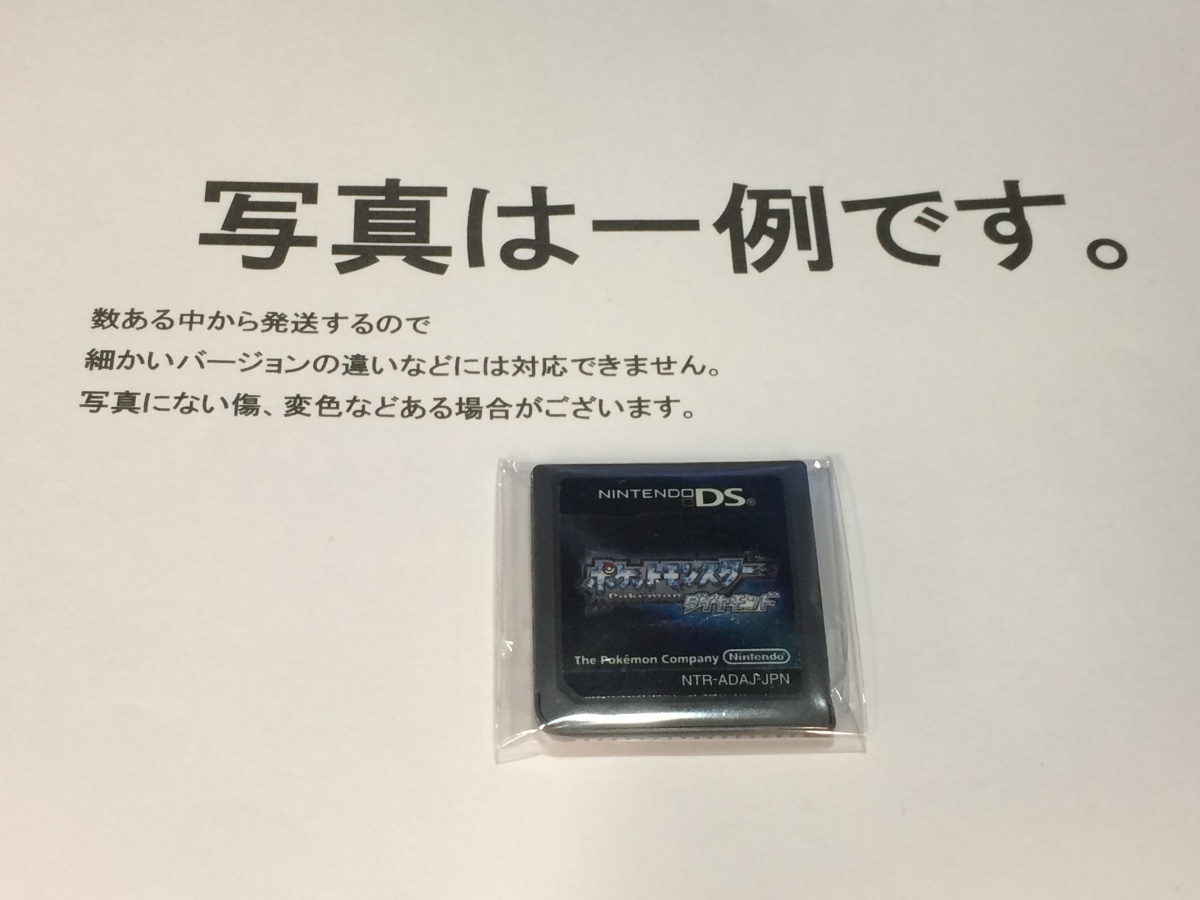 写真は一例です。
数ある中から発送するので
細かいバージョンの違いなどには対応できません。
写真にない傷、変色などある場合がございます。
NINTENDO DS®
ポケットモンスター
Pokémon ダイヤモンド
The Pokémon Company Nintendo
NTR-ADAJ-JPN